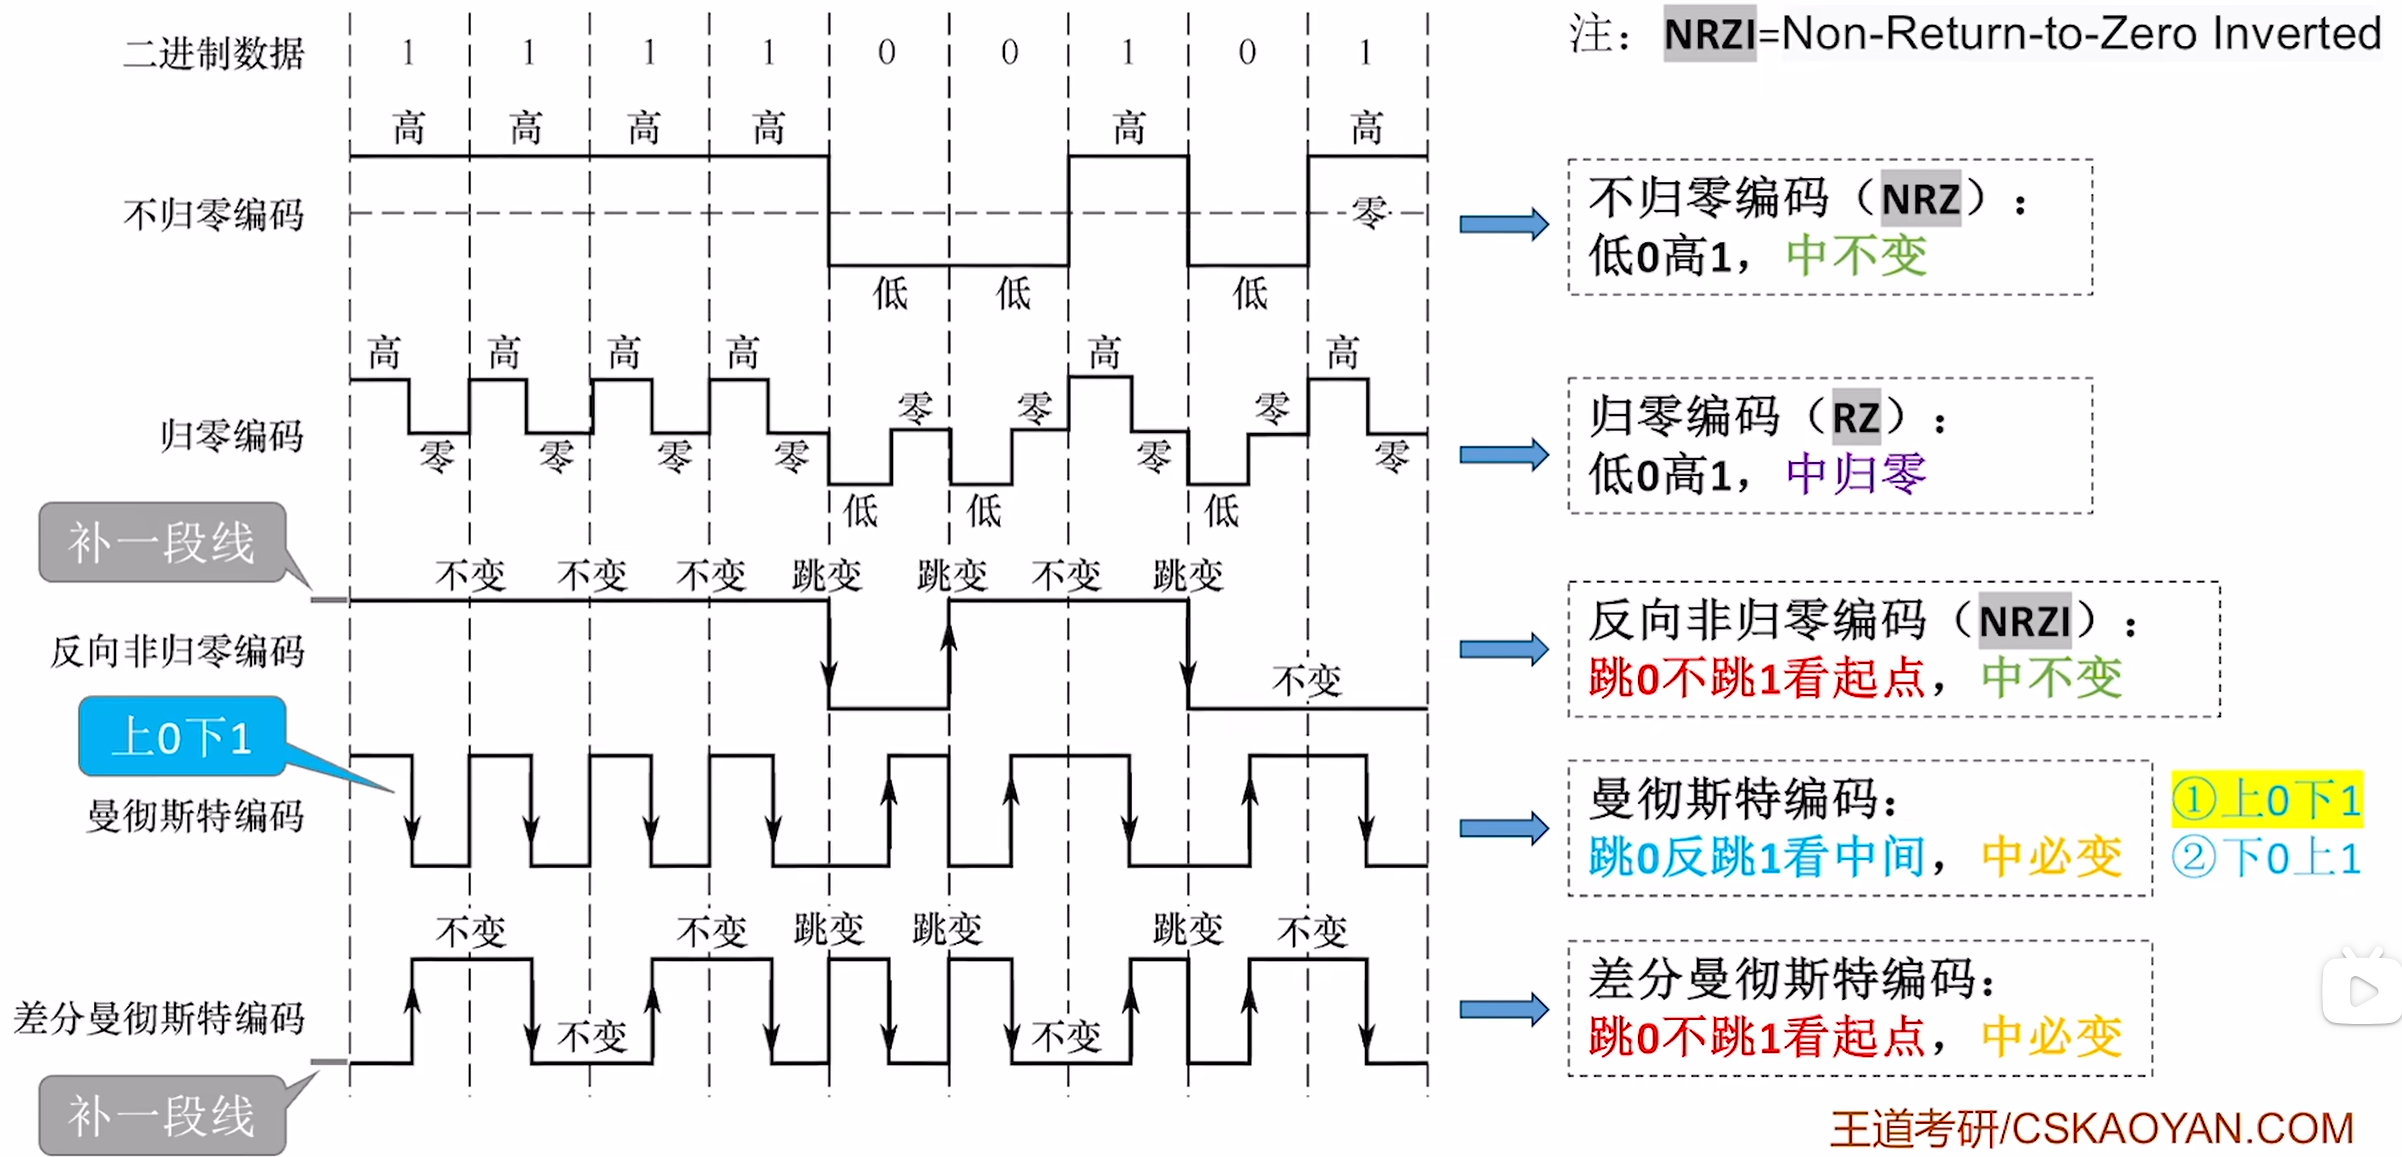 二进制数据 1 1 1 1 0 0 1 0 1
注：NRZI=Non-Return-to-Zero Inverted
高 高 高 高 高 高
不归零编码
零
低 低 低
不归零编码（NRZ）：
低0高1，中不变
高 高 高 高 高 高
零 零 零
归零编码
零 零 零 零 零 零
低 低 低
归零编码（RZ）：
低0高1，中归零
补一段线
不变 不变 不变 跳变 跳变 不变 跳变
反向非归零编码
不变
反向非归零编码（NRZI）：
跳0不跳1看起点，中不变
上0下1
曼彻斯特编码
曼彻斯特编码：
跳0反跳1看中间，中必变
①上0下1
②下0上1
不变 不变 跳变 跳变 跳变 不变
差分曼彻斯特编码
不变 不变
差分曼彻斯特编码：
跳0不跳1看起点，中必变
补一段线
王道考研/CSKAOYAN.COM